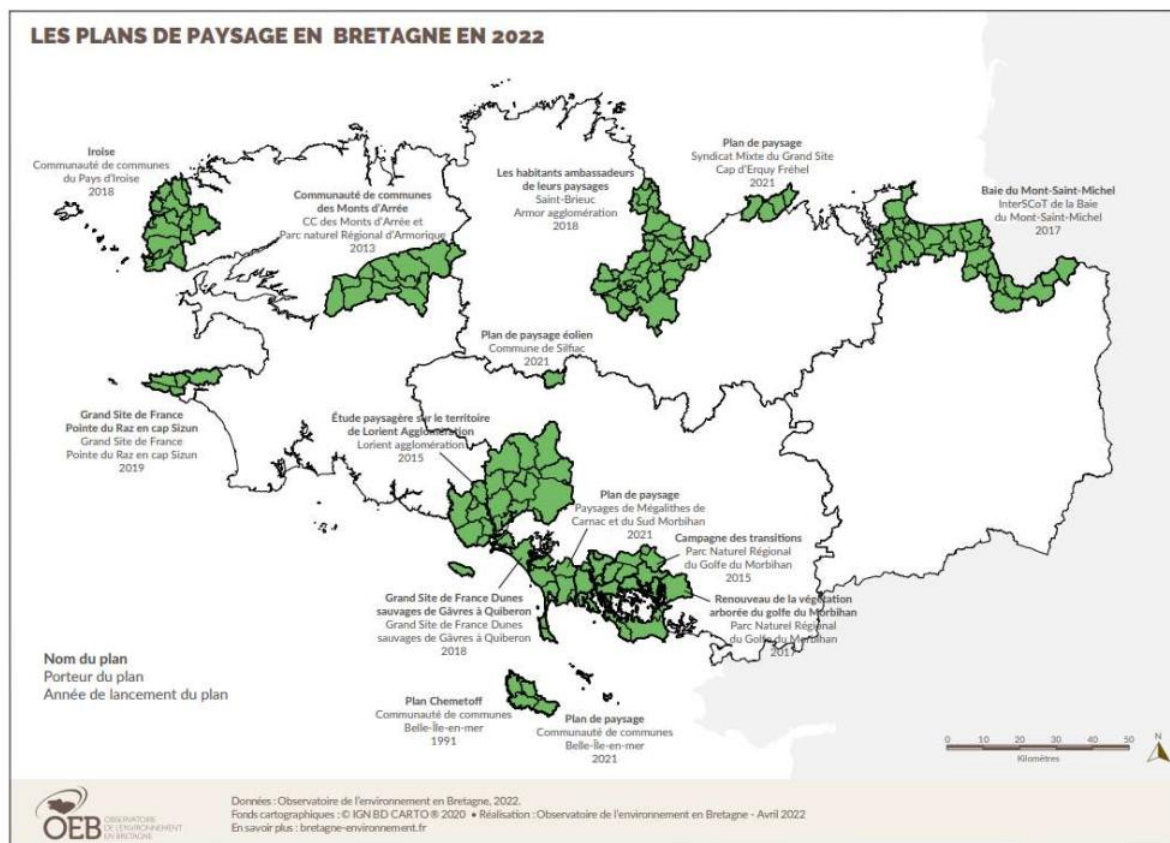 LES PLANS DE PAYSAGE EN BRETAGNE EN 2022
Iroise
Communauté de communes
du Pays d'Iroise
2018
Communauté de communes
des Monts d'Arrée
CC des Monts d'Arrée et
Parc naturel Régional d'Armorique
2013
Les habitants ambassadeurs
de leurs paysages
Saint-Brieuc
Armor agglomération
2018
Plan de paysage
Syndicat Mixte du Grand Site
Cap d'Erquy Fréhel
2021
Baie du Mont-Saint-Michel
InterSCoT de la Baie
du Mont-Saint-Michel
2017
Plan de paysage éolien
Commune de Silfiac
2021
Grand Site de France
Pointe du Raz en cap Sizun
Grand Site de France
Pointe du Raz en cap Sizun
2019
Étude paysagère sur le territoire
de Lorient Agglomération
Lorient agglomération
2015
Plan de paysage
Paysages de Mégalithes de
Carnac et du Sud Morbihan
2021
Campagne des transitions
Parc Naturel Régional
du Golfe du Morbihan
2015
Grand Site de France Dunes
sauvages de Gâvres à Quiberon
Grand Site de France Dunes
sauvages de Gâvres à Quiberon
2018
Renouveau de la végétation
arborée du golfe du Morbihan
Parc Naturel Régional
du Golfe du Morbihan
2017
Nom du plan
Porteur du plan
Année de lancement du plan
Plan Chemetoff
Communauté de communes
Belle-Île-en-mer
1991
Plan de paysage
Communauté de communes
Belle-Île-en-mer
2021
0 10 20 30 40 50
Kilomètres
N
OEB
OBSERVATOIRE
DE L'ENVIRONNEMENT
EN BRETAGNE
Données : Observatoire de l'environnement en Bretagne, 2022.
Fonds cartographiques : © IGN BD CARTO ® 2020 • Réalisation : Observatoire de l'environnement en Bretagne - Avril 2022
En savoir plus : bretagne-environnement.fr